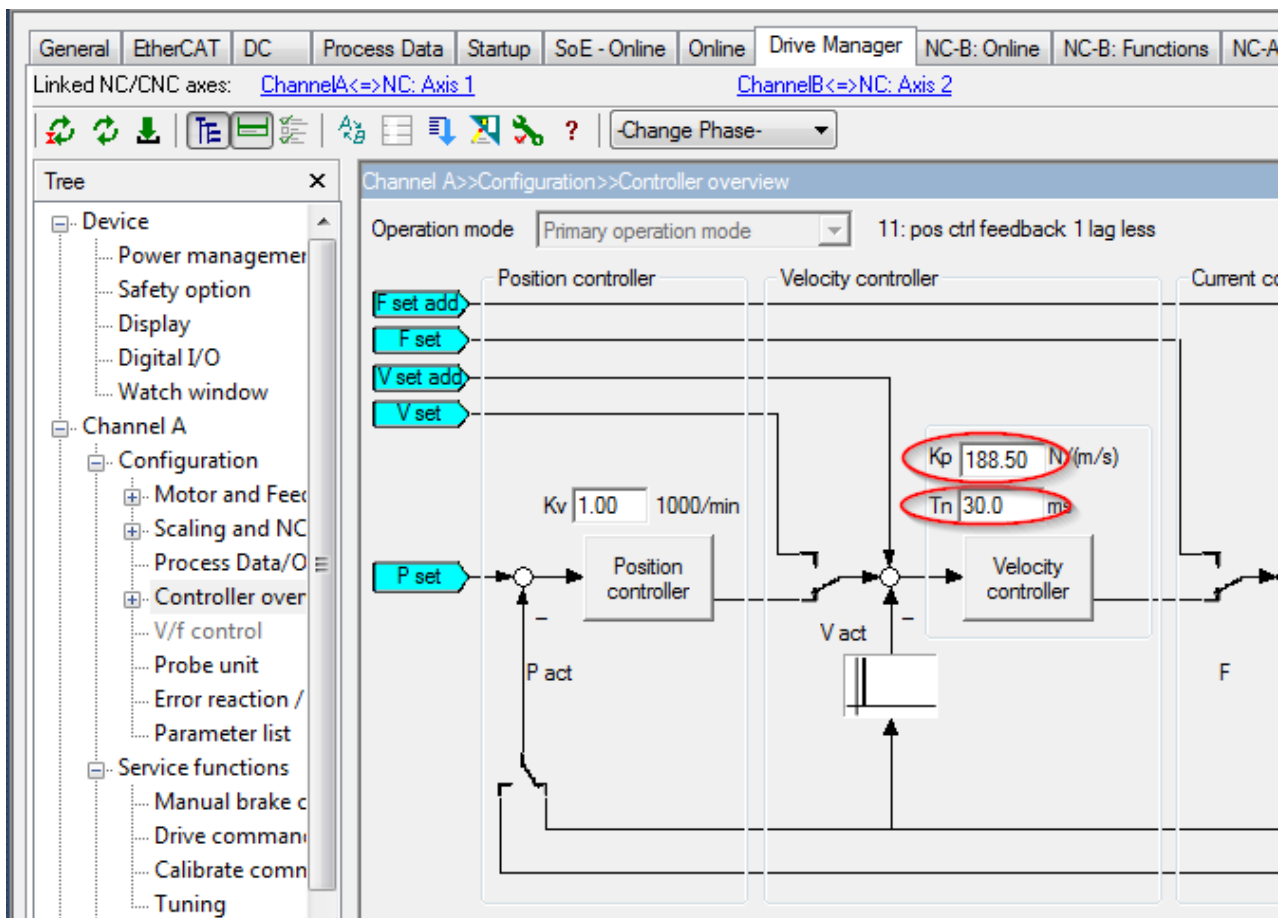 General EtherCAT DC Process Data Startup SoE - Online Online Drive Manager NC-B: Online NC-B: Functions NC-A
Linked NC/CNC axes: ChannelA<=>NC: Axis 1 ChannelB<=>NC: Axis 2
? -Change Phase-
Tree
Channel A>>Configuration>>Controller overview
Device
Power managemer
Safety option
Display
Digital I/O
Watch window
Channel A
Configuration
Motor and Feed
Scaling and NC
Process Data/O
Controller over
V/f control
Probe unit
Error reaction /
Parameter list
Service functions
Manual brake c
Drive comman
Calibrate comm
Tuning
Operation mode Primary operation mode 11: pos ctrl feedback 1 lag less
Position controller Velocity controller Current co
F set add
F set
V set add
V set
Kp 188.50 N/(m/s)
Tn 30.0 ms
Kv 1.00 1000/min
P set
Position
controller
Velocity
controller
V act
P act
F